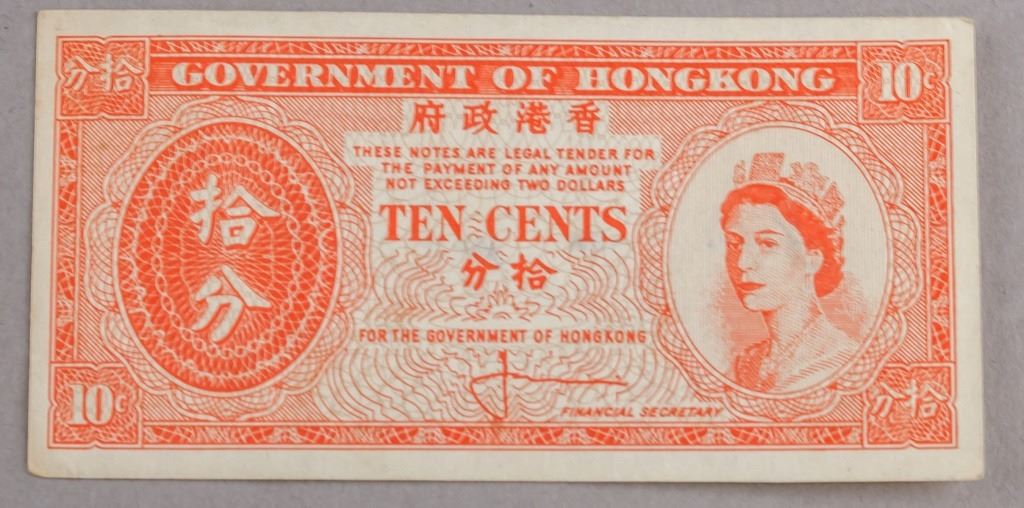 分拾
GOVERNMENT OF HONGKONG
10c
府政港香
THESE NOTES ARE LEGAL TENDER FOR
THE PAYMENT OF ANY AMOUNT
NOT EXCEEDING TWO DOLLARS
拾
分
TEN CENTS
分拾
FOR THE GOVERNMENT OF HONGKONG
10c
FINANCIAL SECRETARY
分拾